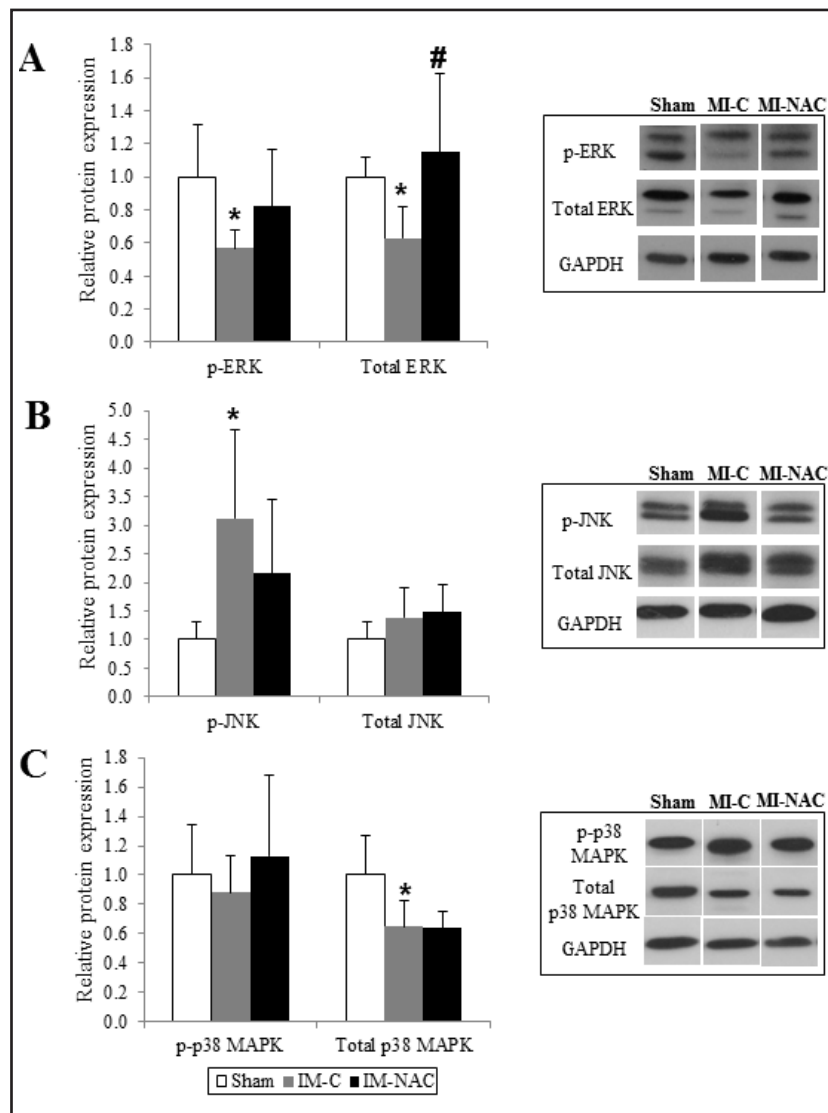 A
Relative protein expression
1.8
1.6
1.4
1.2
1.0
0.8
0.6
0.4
0.2
0.0
*
*
#
p-ERK
Total ERK
Sham MI-C MI-NAC
p-ERK
Total ERK
GAPDH
B
Relative protein expression
5.0
4.5
4.0
3.5
3.0
2.5
2.0
1.5
1.0
0.5
0.0
*
p-JNK
Total JNK
Sham MI-C MI-NAC
p-JNK
Total JNK
GAPDH
C
Relative protein expression
1.8
1.6
1.4
1.2
1.0
0.8
0.6
0.4
0.2
0.0
*
p-p38 MAPK
Total p38 MAPK
Sham MI-C MI-NAC
p-p38
MAPK
Total
p38 MAPK
GAPDH
Sham IM-C IM-NAC